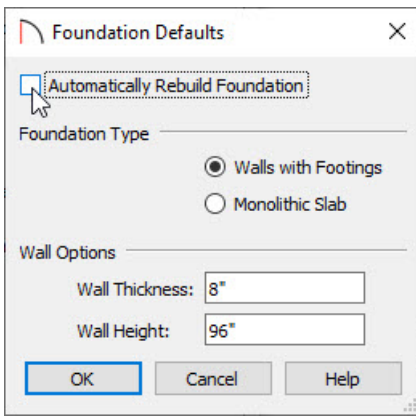 Foundation Defaults
Automatically Rebuild Foundation
Foundation Type
Walls with Footings
Monolithic Slab
Wall Options
Wall Thickness: 8"
Wall Height: 96"
OK Cancel Help